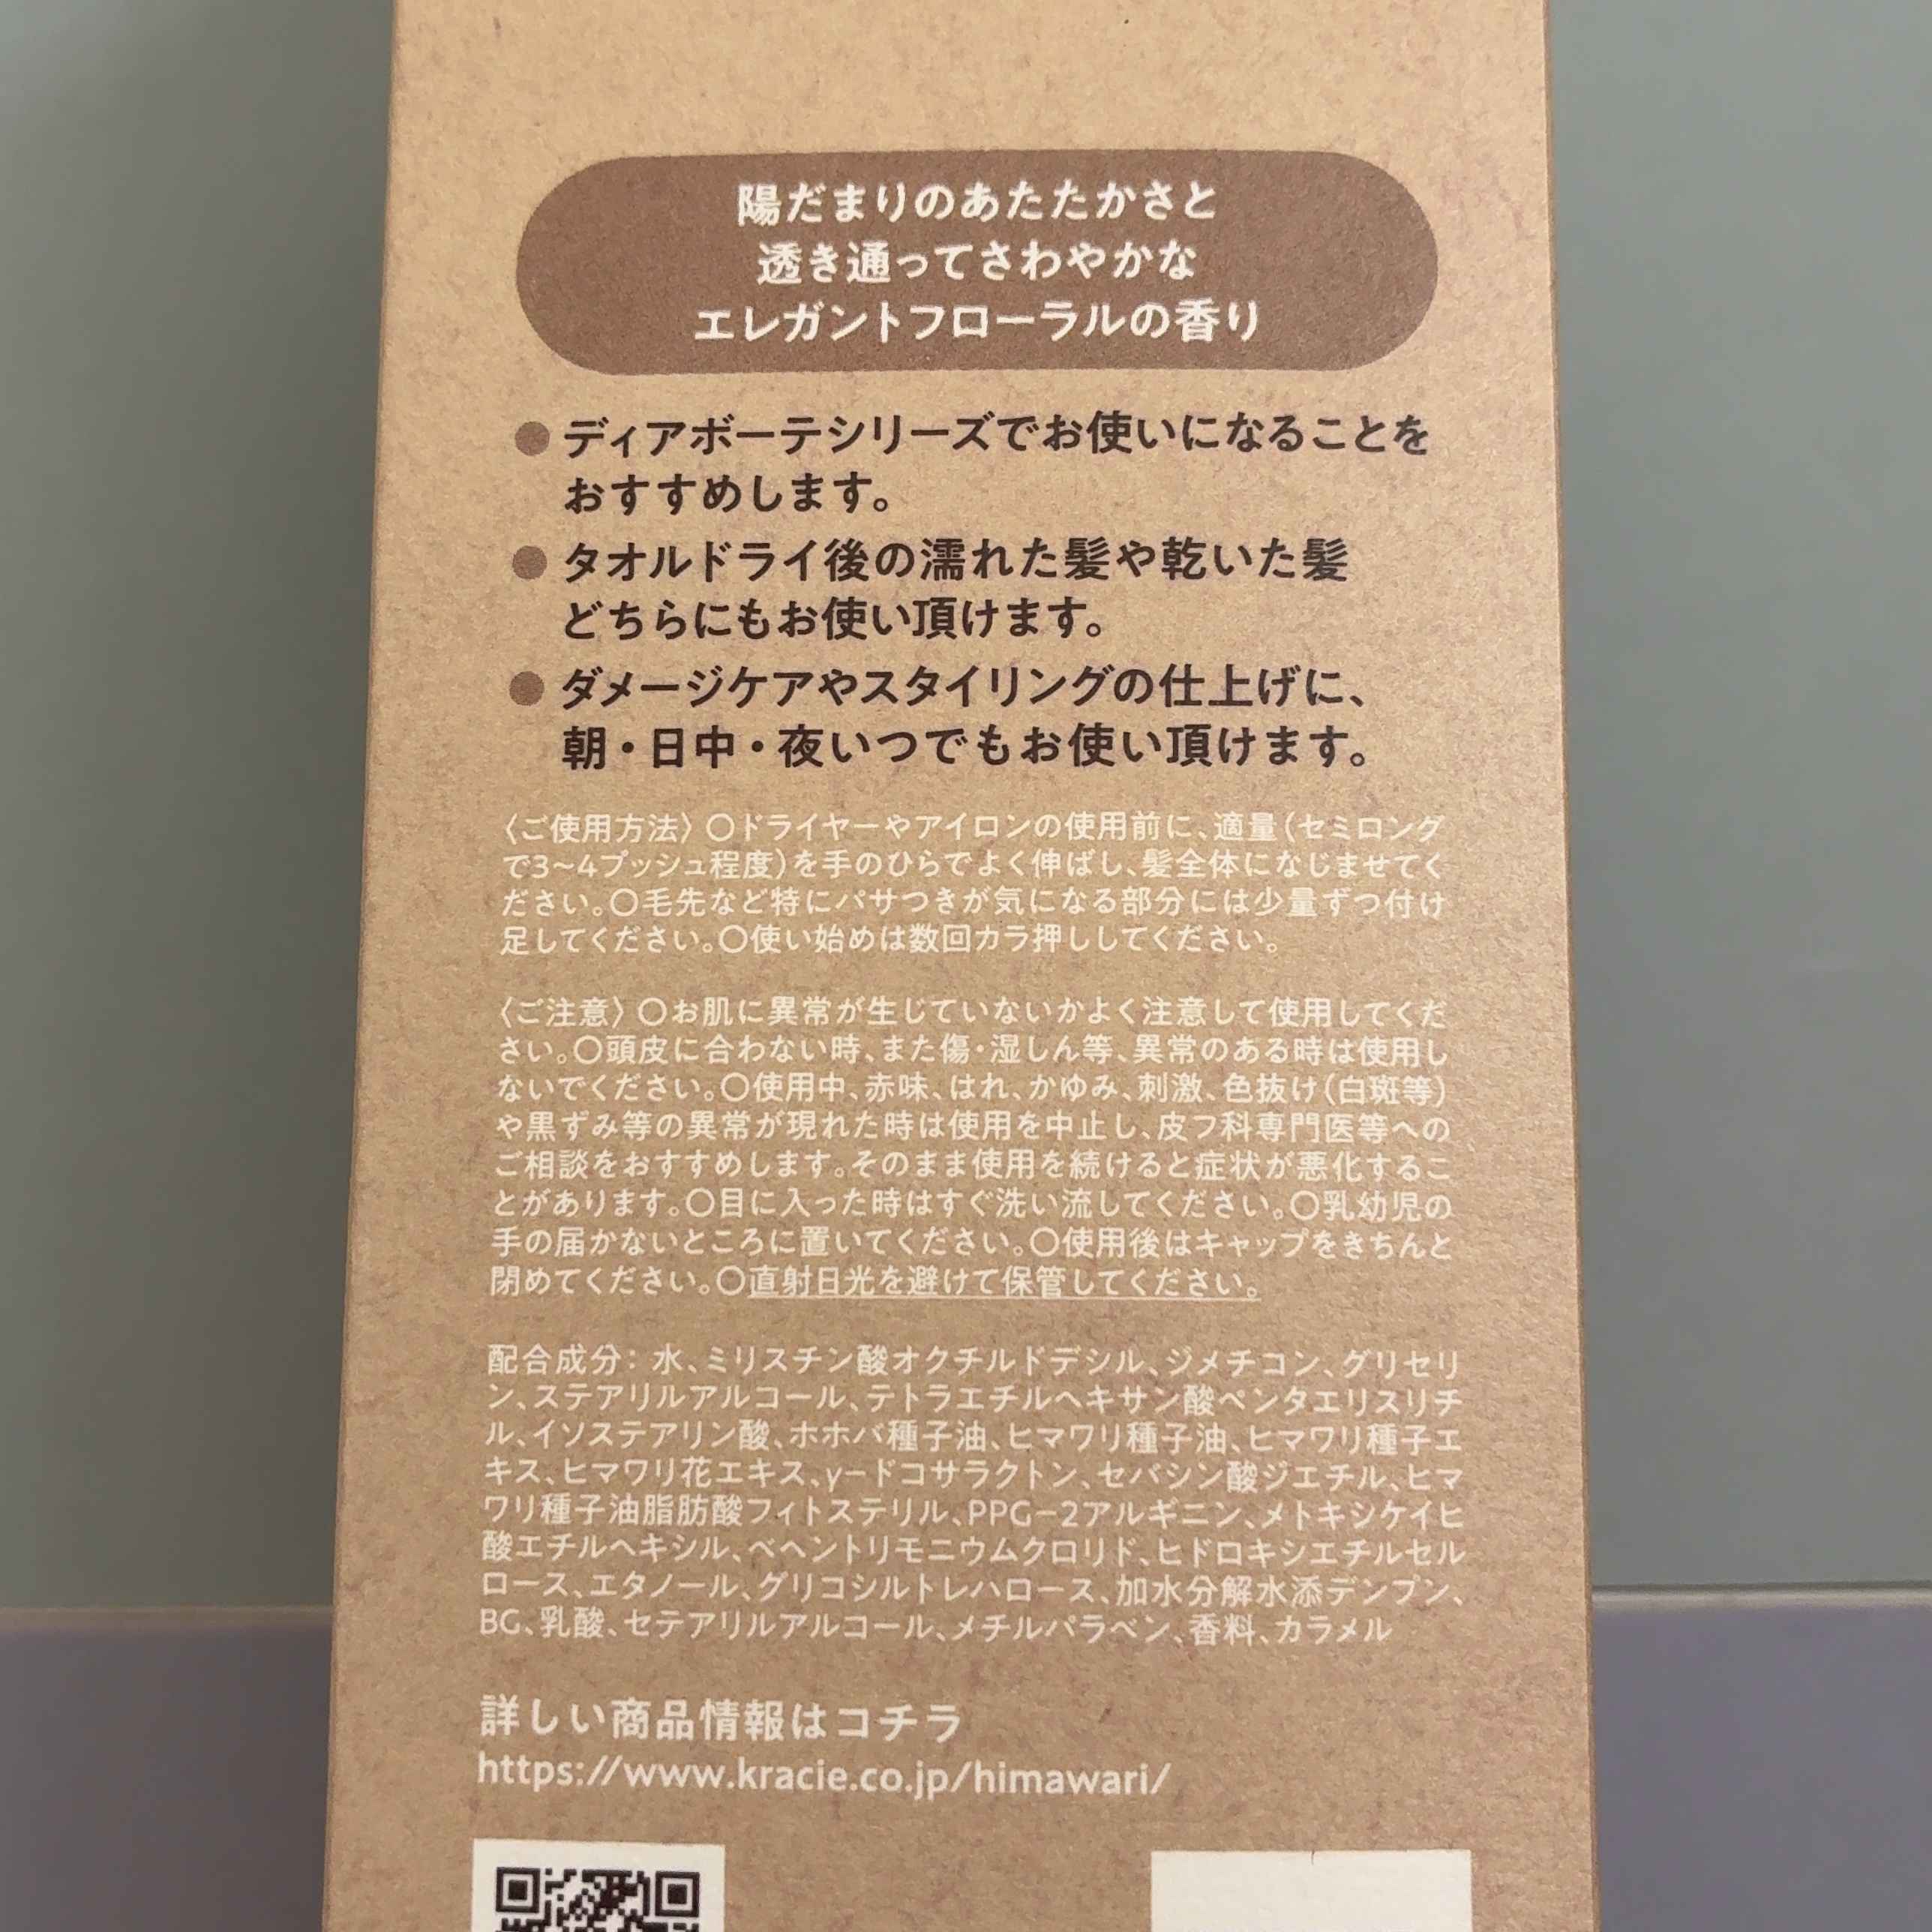 陽だまりのあたたかさと
透き通ってさわやかな
エレガントフローラルの香り
●ディアボーテシリーズでお使いになることを
おすすめします。
●タオルドライ後の濡れた髪や乾いた髪
どちらにもお使い頂けます。
●ダメージケアやスタイリングの仕上げに、
朝・日中・夜いつでもお使い頂けます。
〈ご使用方法〉○ドライヤーやアイロンの使用前に、適量(セミロング
で3~4プッシュ程度)を手のひらでよく伸ばし、髪全体になじませてく
ださい。○毛先など特にパサつきが気になる部分には少量ずつ付け
足してください。○使い始めは数回カラ押ししてください。
〈ご注意〉○お肌に異常が生じていないかよく注意して使用してくだ
さい。○頭皮に合わない時、また傷・湿しん等、異常のある時は使用し
ないでください。○使用中、赤味、はれ、かゆみ、刺激、色抜け(白斑等)
や黒ずみ等の異常が現れた時は使用を中止し、皮フ科専門医等への
ご相談をおすすめします。そのまま使用を続けると症状が悪化するこ
とがあります。○目に入った時はすぐ洗い流してください。○乳幼児の
手の届かないところに置いてください。○使用後はキャップをきちんと
閉めてください。○直射日光を避けて保管してください。
配合成分：水、ミリスチン酸オクチルドデシル、ジメチコン、グリセリ
ン、ステアリルアルコール、テトラエチルヘキサン酸ペンタエリスリチ
ル、イソステアリン酸、ホホバ種子油、ヒマワリ種子油、ヒマワリ種子エ
キス、ヒマワリ花エキス、γードコサラクトン、セバシン酸ジエチル、ヒマ
ワリ種子油脂肪酸フィトステリル、PPG−2アルギニン、メトキシケイヒ
酸エチルヘキシル、ベヘントリモニウムクロリド、ヒドロキシエチルセル
ロース、エタノール、グリコシルトレハロース、加水分解水添デンプン、
BG、乳酸、セテアリルアルコール、メチルパラベン、香料、カラメル
詳しい商品情報はコチラ
https://www.kracie.co.jp/himawari/